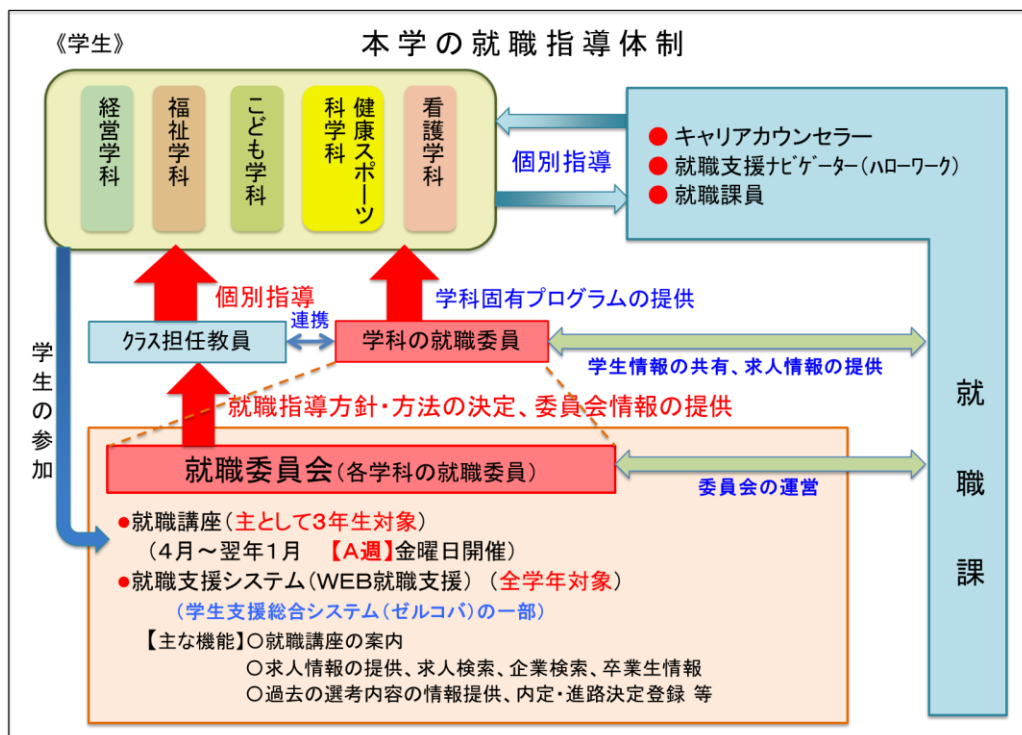 《学生》
本学の就職指導体制
経営学科
福祉学科
こども学科
健康スポーツ
科学科
看護学科
個別指導
● キャリアカウンセラー
● 就職支援ナビゲーター(ハローワーク)
● 就職課員
個別指導
学科固有プログラムの提供
クラス担任教員
連携
学科の就職委員
学生情報の共有、求人情報の提供
学生の参加
就職指導方針・方法の決定、委員会情報の提供
就職委員会(各学科の就職委員)
委員会の運営
就職課
●就職講座(主として3年生対象)
(4月～翌年1月 【A週】金曜日開催)
●就職支援システム(WEB就職支援) (全学年対象)
(学生支援総合システム(ゼルコバ)の一部)
【主な機能】○就職講座の案内
○求人情報の提供、求人検索、企業検索、卒業生情報
○過去の選考内容の情報提供、内定・進路決定登録 等